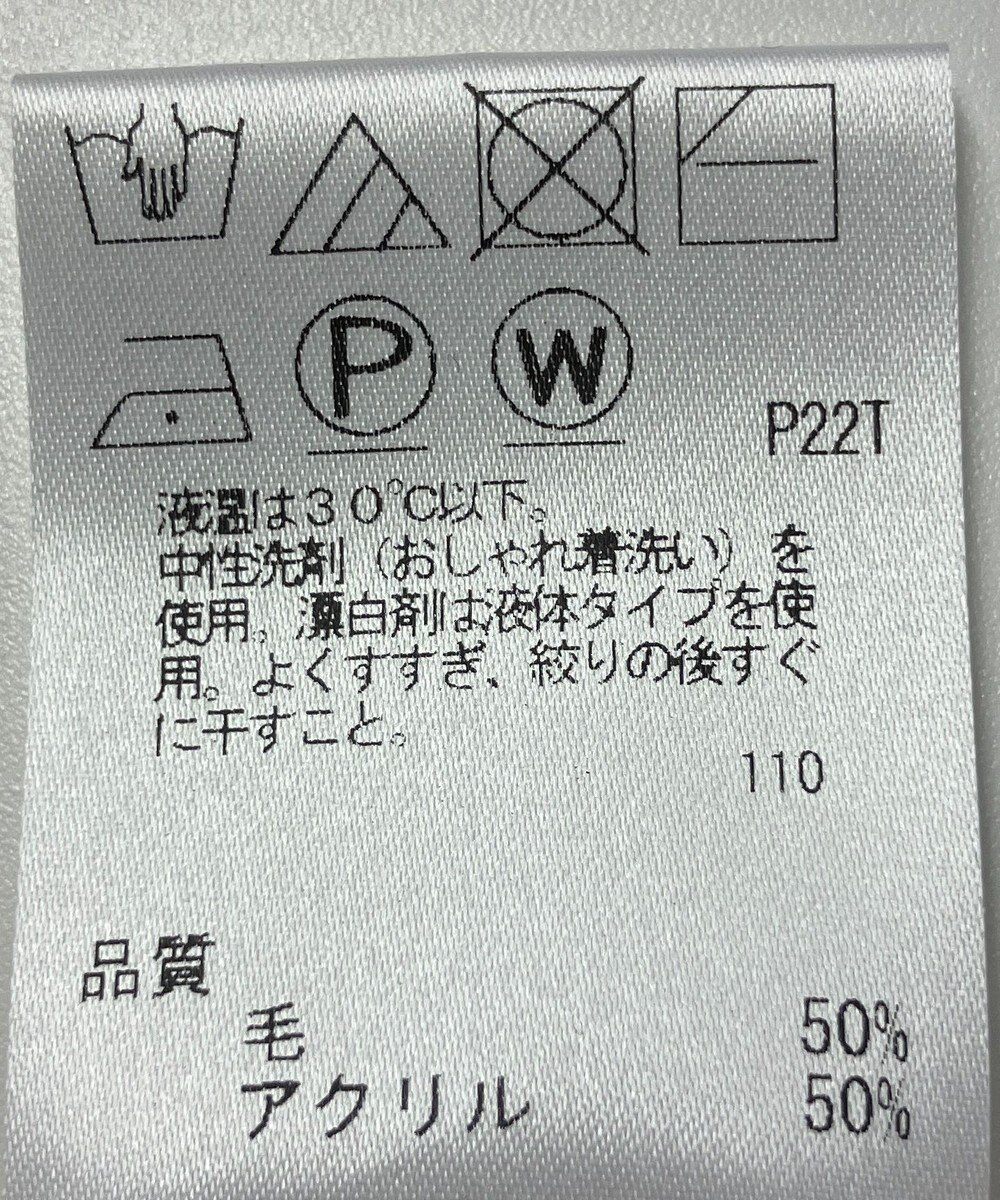 P
W
P22T
液温は30℃以下。
中性洗剤（おしゃれ着洗い）を
使用。漂白剤は液体タイプを使
用。よくすすぎ、絞りの後すぐ
に干すこと。
110
品質
毛 50%
アクリル 50%